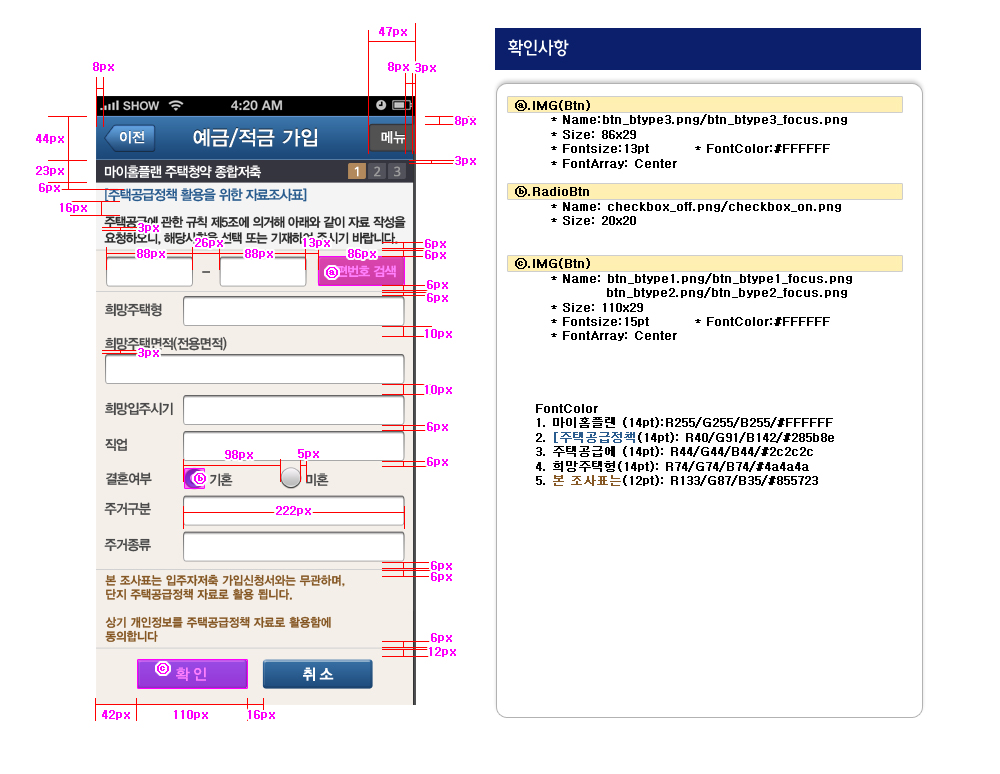 47px
8px
8px 3px
SHOW 4:20 AM
8px
44px
이전 예금/적금 가입 메뉴
3px
23px
마이홈플랜 주택청약 종합저축 1 2 3
6px
[주택공급정책 활용을 위한 자료조사표]
16px
주택공급에 관한 규칙 제5조에 의거해 아래와 같이 자료 작성을
3px
요청하오니, 해당사항을 선택 또는 기재하여 주시기 바랍니다.
26px 13px 6px
88px 88px 86px 6px
– ⓐ 편번호 검색
6px
6px
희망주택형
10px
희망주택면적(전용면적)
3px
10px
희망입주시기
6px
직업
98px 5px 6px
결혼여부 ⓑ 기혼 미혼
주거구분
222px
주거종류
6px
6px
본 조사표는 입주자저축 가입신청서와는 무관하며,
단지 주택공급정책 자료로 활용 됩니다.
상기 개인정보를 주택공급정책 자료로 활용함에
동의합니다
6px
12px
ⓒ 확 인 취 소
42px 110px 16px
확인사항
ⓐ.IMG(Btn)
* Name:btn_btype3.png/btn_btype3_focus.png
* Size: 86x29
* Fontsize:13pt * FontColor:#FFFFFF
* FontArray: Center
ⓑ.RadioBtn
* Name: checkbox_off.png/checkbox_on.png
* Size: 20x20
ⓒ.IMG(Btn)
* Name: btn_btype1.png/btn_btype1_focus.png
btn_btype2.png/btn_bype2_focus.png
* Size: 110x29
* Fontsize:15pt * FontColor:#FFFFFF
* FontArray: Center
FontColor
1. 마이홈플랜 (14pt):R255/G255/B255/#FFFFFF
2. [주택공급정책(14pt): R40/G91/B142/#285b8e
3. 주택공급에 (14pt): R44/G44/B44/#2c2c2c
4. 희망주택형(14pt): R74/G74/B74/#4a4a4a
5. 본 조사표는(12pt): R133/G87/B35/#855723